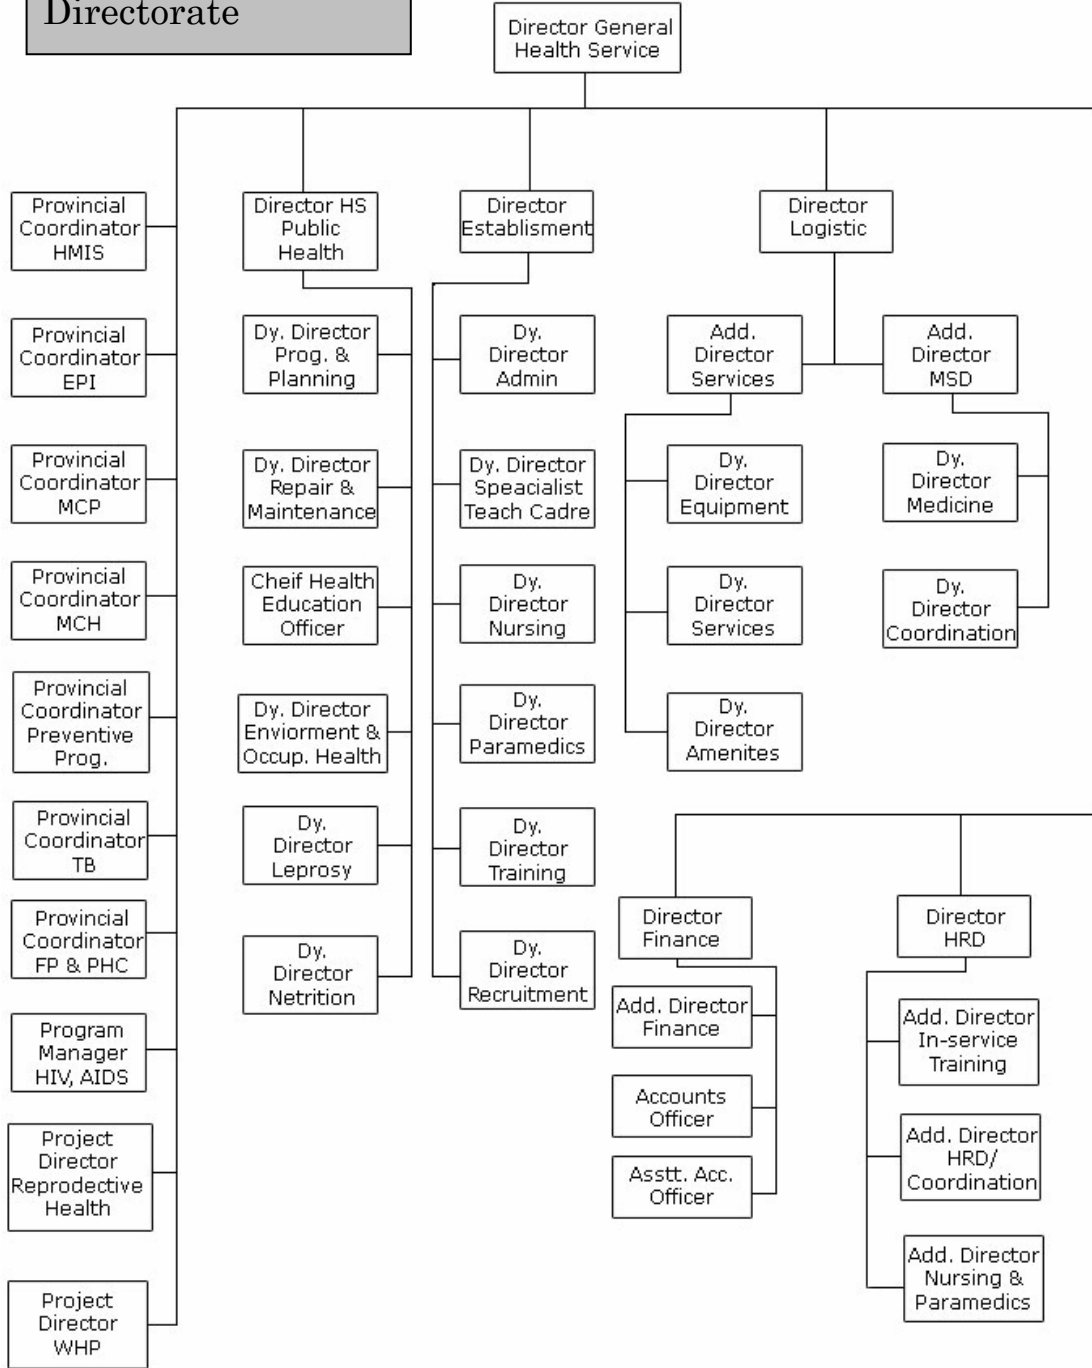 Directorate
Director General
Health Service
Provincial
Coordinator
HMIS
Provincial
Coordinator
EPI
Provincial
Coordinator
MCP
Provincial
Coordinator
MCH
Provincial
Coordinator
Preventive
Prog.
Provincial
Coordinator
TB
Provincial
Coordinator
FP & PHC
Program
Manager
HIV, AIDS
Project
Director
Reprodective
Health
Project
Director
WHP
Director HS
Public
Health
Dy. Director
Prog. &
Planning
Dy. Director
Repair &
Maintenance
Cheif Health
Education
Officer
Dy. Director
Enviorment &
Occup. Health
Dy.
Director
Leprosy
Dy.
Director
Netrition
Director
Establisment
Dy.
Director
Admin
Dy. Director
Speacialist
Teach Cadre
Dy.
Director
Nursing
Dy.
Director
Paramedics
Dy.
Director
Training
Dy.
Director
Recruitment
Director
Logistic
Add.
Director
Services
Dy.
Director
Equipment
Dy.
Director
Services
Dy.
Director
Amenites
Add.
Director
MSD
Dy.
Director
Medicine
Dy.
Director
Coordination
Director
Finance
Add. Director
Finance
Accounts
Officer
Asstt. Acc.
Officer
Director
HRD
Add. Director
In-service
Training
Add. Director
HRD/
Coordination
Add. Director
Nursing &
Paramedics